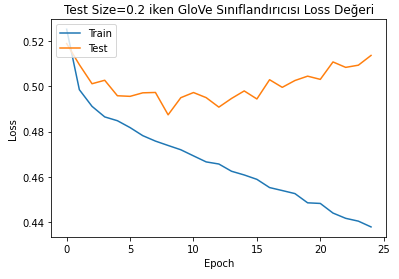 Test Size=0.2 iken GloVe Sınıflandırıcısı Loss Değeri
Train
Test
0.52
0.50
0.48
0.46
0.44
Loss
0
5
10
15
20
25
Epoch